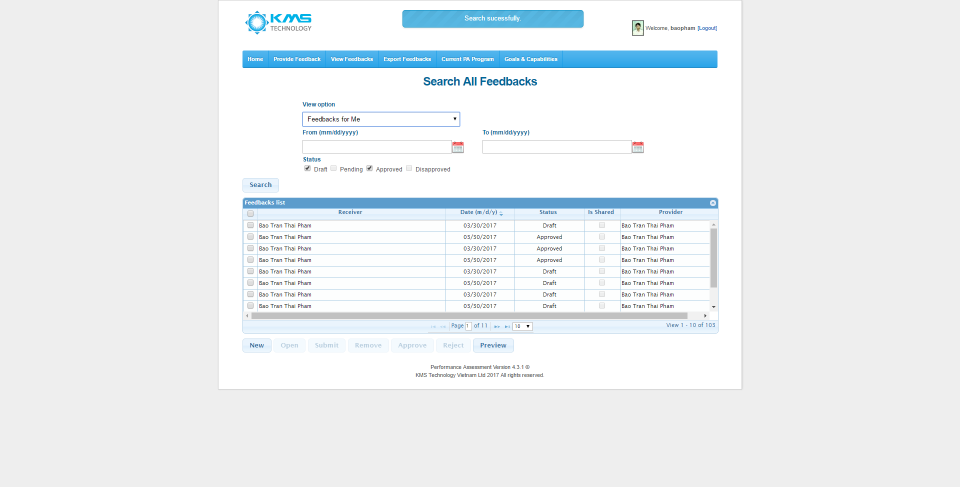 KMS
TECHNOLOGY
Search sucessfully.
Welcome, baopham [Logout]
Home Provide Feedback View Feedbacks Export Feedbacks Current PA Program Goals & Capabilities
Search All Feedbacks
View option
Feedbacks for Me
From (mm/dd/yyyy) To (mm/dd/yyyy)
Status
Draft Pending Approved Disapproved
Search
Feedbacks list
Receiver Date (m/d/y) Status Is Shared Provider
Bao Tran Thai Pham 03/30/2017 Draft Bao Tran Thai Pham
Bao Tran Thai Pham 03/30/2017 Approved Bao Tran Thai Pham
Bao Tran Thai Pham 03/30/2017 Approved Bao Tran Thai Pham
Bao Tran Thai Pham 03/30/2017 Approved Bao Tran Thai Pham
Bao Tran Thai Pham 03/30/2017 Draft Bao Tran Thai Pham
Bao Tran Thai Pham 03/30/2017 Draft Bao Tran Thai Pham
Bao Tran Thai Pham 03/30/2017 Draft Bao Tran Thai Pham
Bao Tran Thai Pham 03/30/2017 Draft Bao Tran Thai Pham
Page 1 of 11 10 View 1 - 10 of 103
New Open Submit Remove Approve Reject Preview
Performance Assessment Version 4.3.1 ®
KMS Technology Vietnam Ltd 2017 All rights reserved.